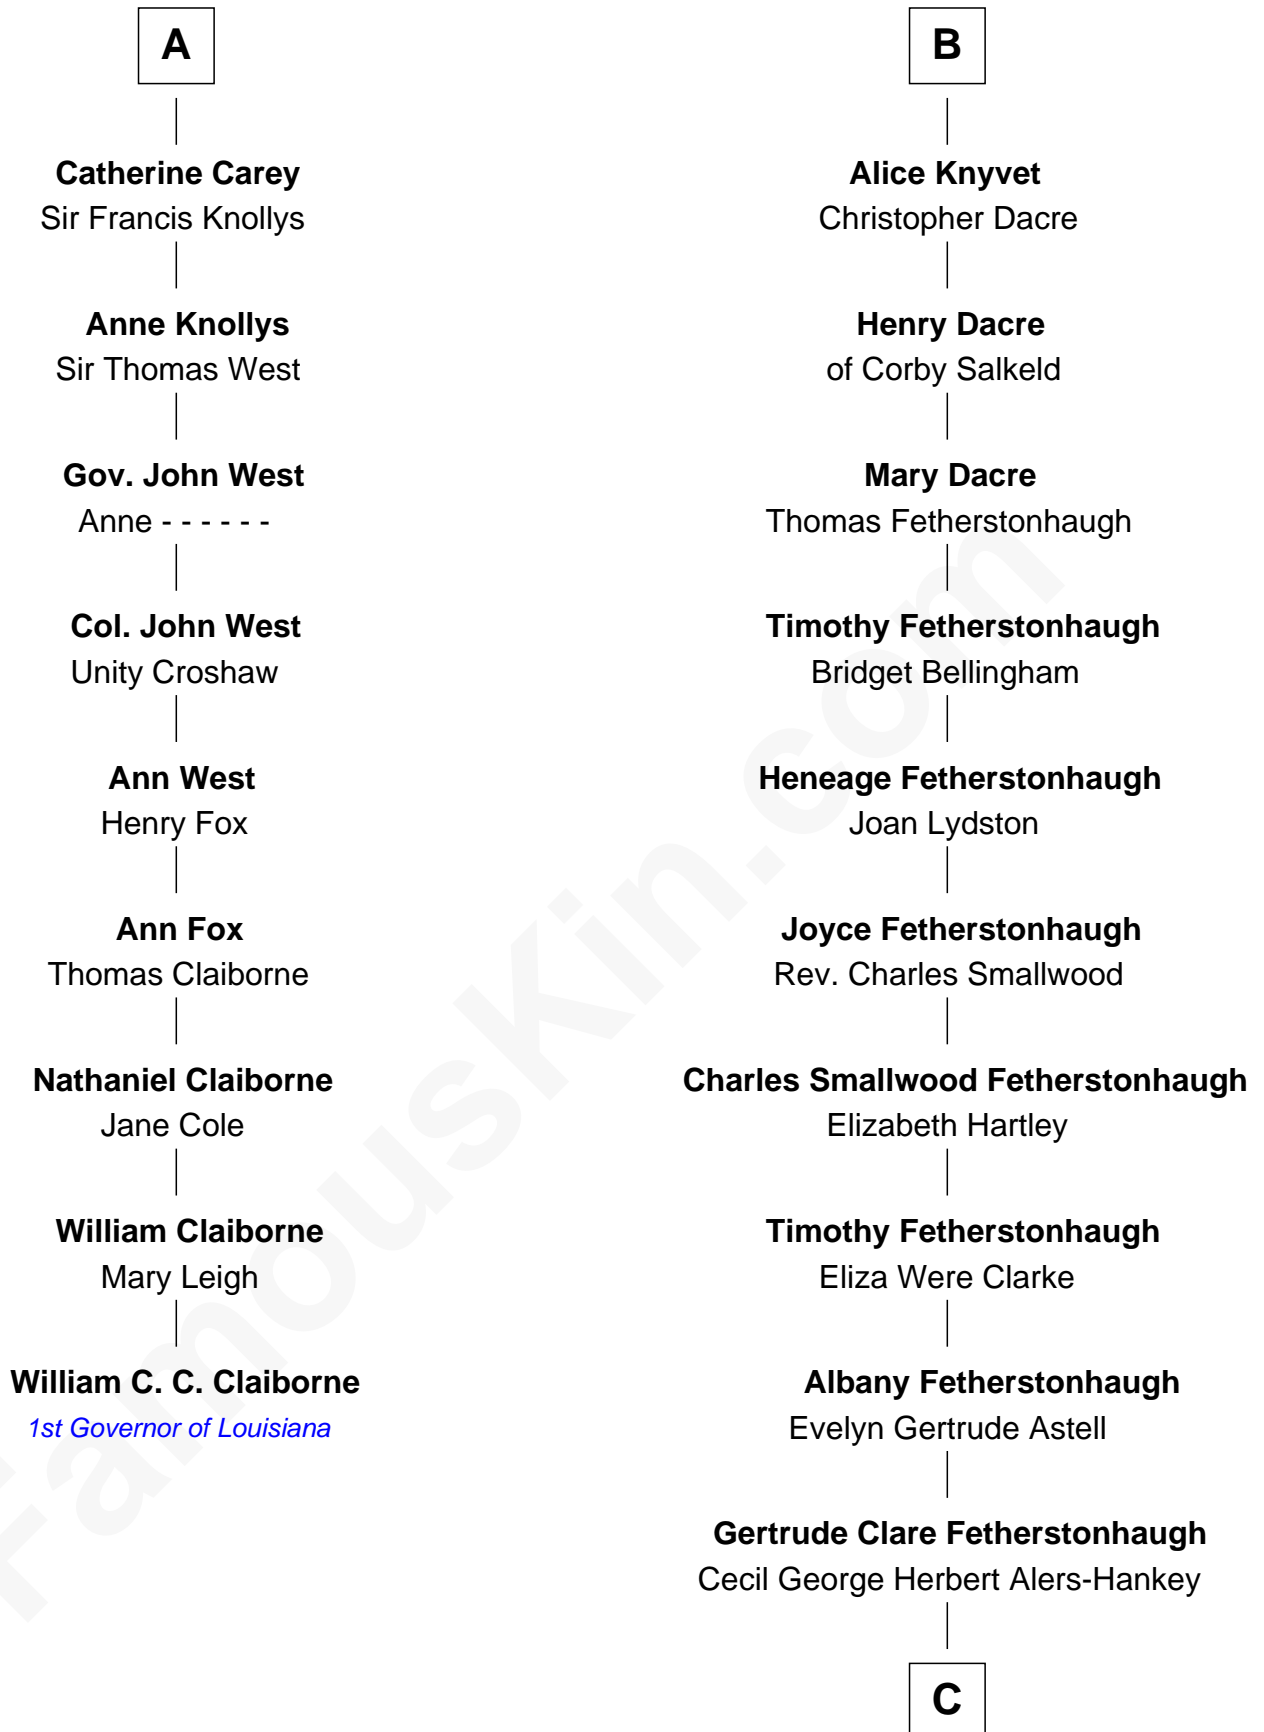 A
Catherine Carey
Sir Francis Knollys
Anne Knollys
Sir Thomas West
Gov. John West
Anne - - - - - -
Col. John West
Unity Croshaw
Ann West
Henry Fox
Ann Fox
Thomas Claiborne
Nathaniel Claiborne
Jane Cole
William Claiborne
Mary Leigh
William C. C. Claiborne
1st Governor of Louisiana
B
Alice Knyvet
Christopher Dacre
Henry Dacre
of Corby Salkeld
Mary Dacre
Thomas Fetherstonhaugh
Timothy Fetherstonhaugh
Bridget Bellingham
Heneage Fetherstonhaugh
Joan Lydston
Joyce Fetherstonhaugh
Rev. Charles Smallwood
Charles Smallwood Fetherstonhaugh
Elizabeth Hartley
Timothy Fetherstonhaugh
Eliza Were Clarke
Albany Fetherstonhaugh
Evelyn Gertrude Astell
Gertrude Clare Fetherstonhaugh
Cecil George Herbert Alers-Hankey
C
FamousKin.com